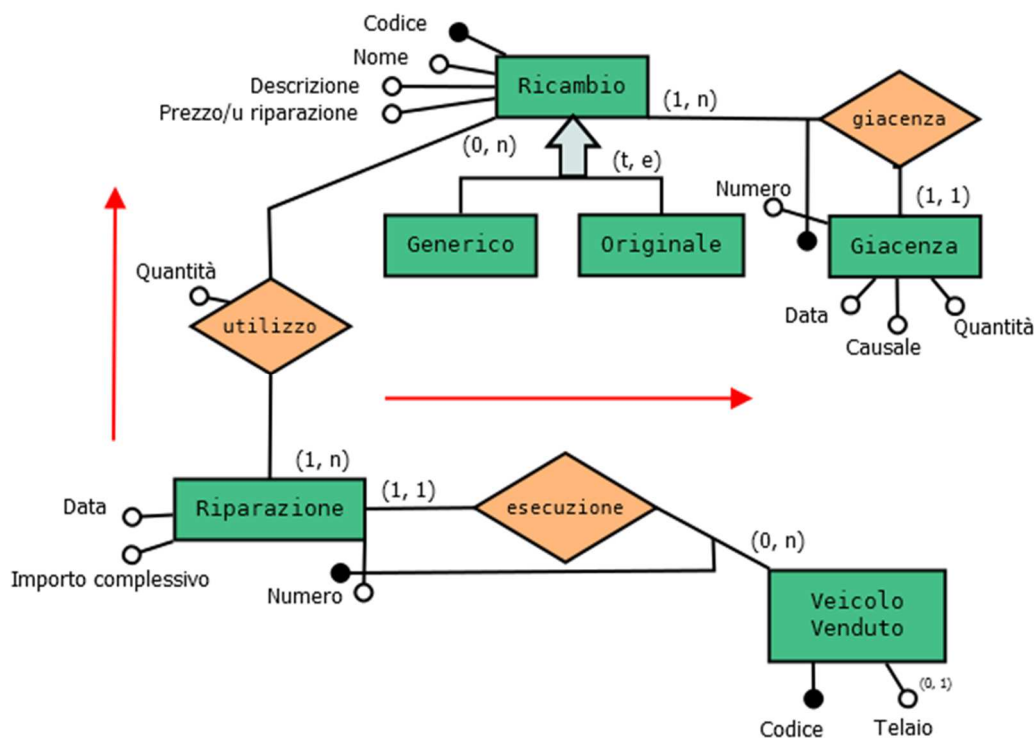 Codice
Nome
Descrizione
Prezzo/u riparazione
Ricambio
(1, n)
giacenza
(0, n)
(t, e)
Numero
(1, 1)
Generico
Originale
Giacenza
Quantità
utilizzo
Data
Causale
Quantità
(1, n)
Data
Riparazione
(1, 1)
esecuzione
(0, n)
Importo complessivo
Numero
Veicolo
Venduto
(0, 1)
Codice
Telaio